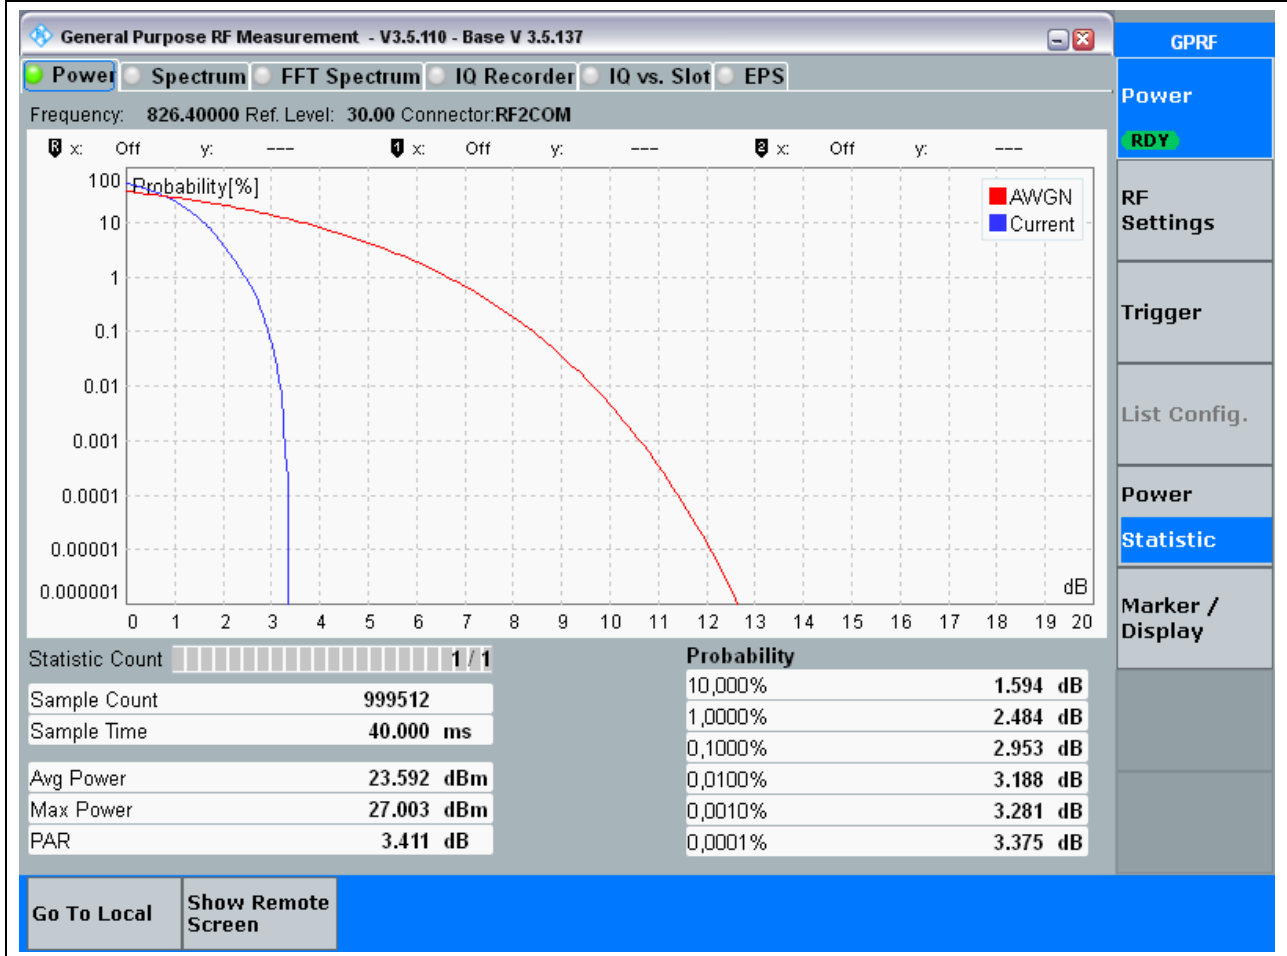 General Purpose RF Measurement - V3.5.110 - Base V 3.5.137
GPRF
Power Spectrum FFT Spectrum IQ Recorder IQ vs. Slot EPS
Frequency: 826.40000 Ref. Level: 30.00 Connector:RF2COM
R x: Off y: --- 1 x: Off y: --- 2 x: Off y: ---
Probability[%]
AWGN
Current
100
10
1
0.1
0.01
0.001
0.0001
0.00001
0.000001
dB
0 1 2 3 4 5 6 7 8 9 10 11 12 13 14 15 16 17 18 19 20
Statistic Count 1 / 1
Sample Count 999512
Sample Time 40.000 ms
Avg Power 23.592 dBm
Max Power 27.003 dBm
PAR 3.411 dB
Probability
10,000% 1.594 dB
1,0000% 2.484 dB
0,1000% 2.953 dB
0,0100% 3.188 dB
0,0010% 3.281 dB
0,0001% 3.375 dB
Power
RDY
RF
Settings
Trigger
List Config.
Power
Statistic
Marker /
Display
Go To Local
Show Remote
Screen